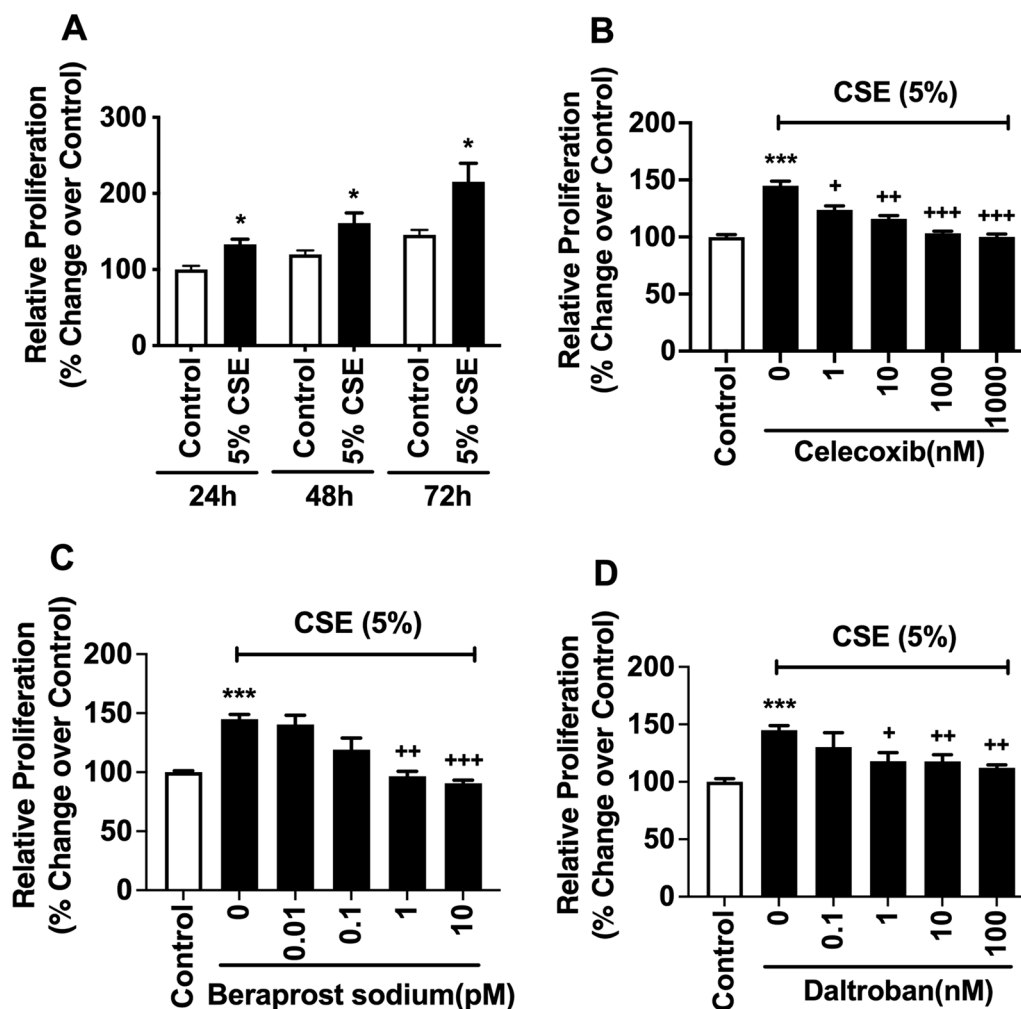 A
Relative Proliferation
(% Change over Control)
300
200
100
0
*
*
*
Control
5% CSE
Control
5% CSE
Control
5% CSE
24h
48h
72h
B
Relative Proliferation
(% Change over Control)
CSE (5%)
200
150
100
50
0
***
+
++
+++
+++
Control
0
1
10
100
1000
Celecoxib(nM)
C
Relative Proliferation
(% Change over Control)
CSE (5%)
200
150
100
50
0
***
++
+++
Control
0
0.01
0.1
1
10
Beraprost sodium(pM)
D
Relative Proliferation
(% Change over Control)
CSE (5%)
200
150
100
50
0
***
+
++
++
Control
0
0.1
1
10
100
Daltroban(nM)